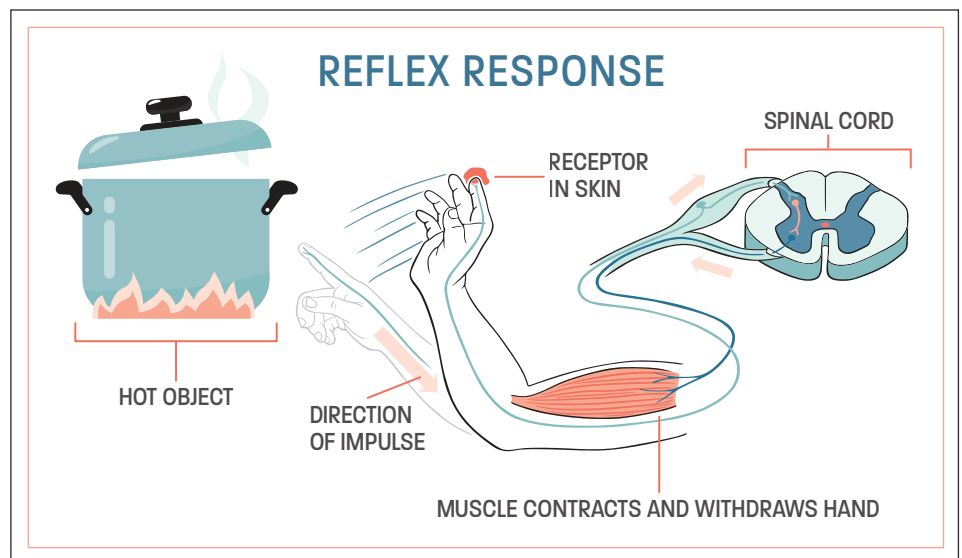 REFLEX RESPONSE
SPINAL CORD
RECEPTOR
IN SKIN
HOT OBJECT
DIRECTION
OF IMPULSE
MUSCLE CONTRACTS AND WITHDRAWS HAND